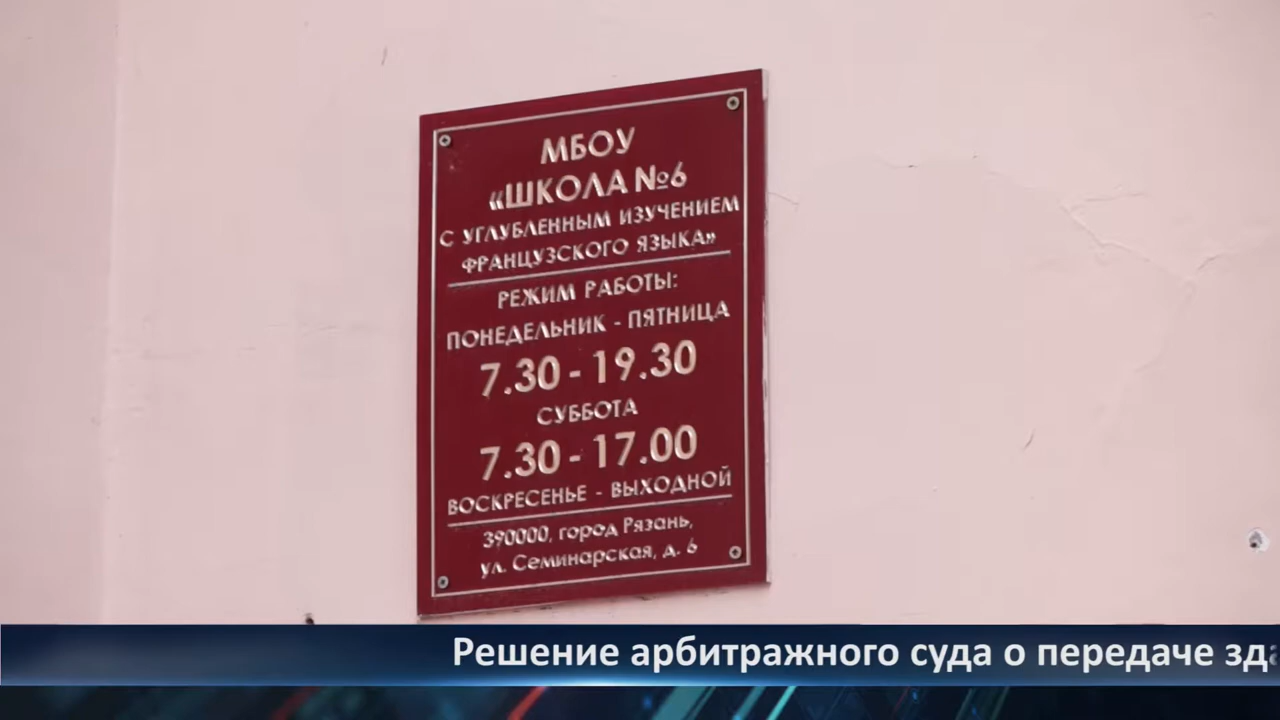 МБОУ
«ШКОЛА №6
С УГЛУБЛЕННЫМ ИЗУЧЕНИЕМ
ФРАНЦУЗСКОГО ЯЗЫКА»
РЕЖИМ РАБОТЫ:
ПОНЕДЕЛЬНИК - ПЯТНИЦА
7.30 - 19.30
СУББОТА
7.30 - 17.00
ВОСКРЕСЕНЬЕ - ВЫХОДНОЙ
390000, город Рязань,
ул. Семинарская, д. 6
Решение арбитражного суда о передаче